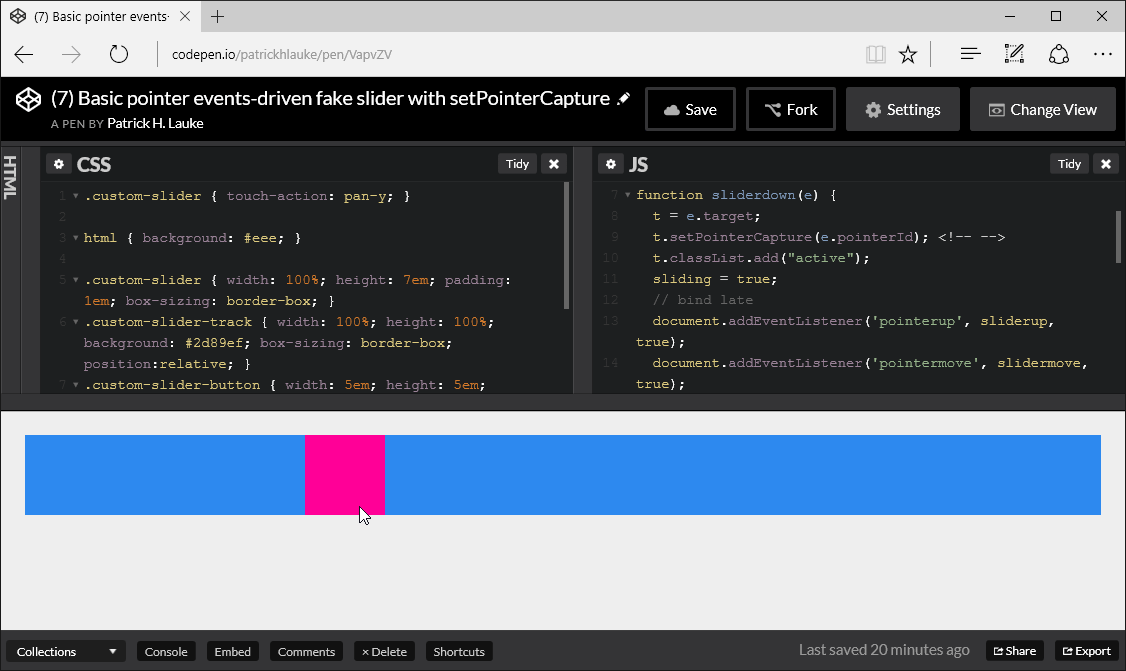 (7) Basic pointer events-
codepen.io/patrickhlauke/pen/VapvZV
(7) Basic pointer events-driven fake slider with setPointerCapture
A PEN BY Patrick H. Lauke
Save
Fork
Settings
Change View
HTML
CSS
Tidy
1 .custom-slider { touch-action: pan-y; }
2
3 html { background: #eee; }
4
5 .custom-slider { width: 100%; height: 7em; padding:
1em; box-sizing: border-box; }
6 .custom-slider-track { width: 100%; height: 100%;
background: #2d89ef; box-sizing: border-box;
position:relative; }
7 .custom-slider-button { width: 5em; height: 5em;
JS
Tidy
7 function sliderdown(e) {
8 t = e.target;
9 t.setPointerCapture(e.pointerId); <!-- -->
10 t.classList.add("active");
11 sliding = true;
12 // bind late
13 document.addEventListener('pointerup', sliderup,
true);
14 document.addEventListener('pointermove', slidermove,
true);
Collections
Console
Embed
Comments
× Delete
Shortcuts
Last saved 20 minutes ago
Share
Export